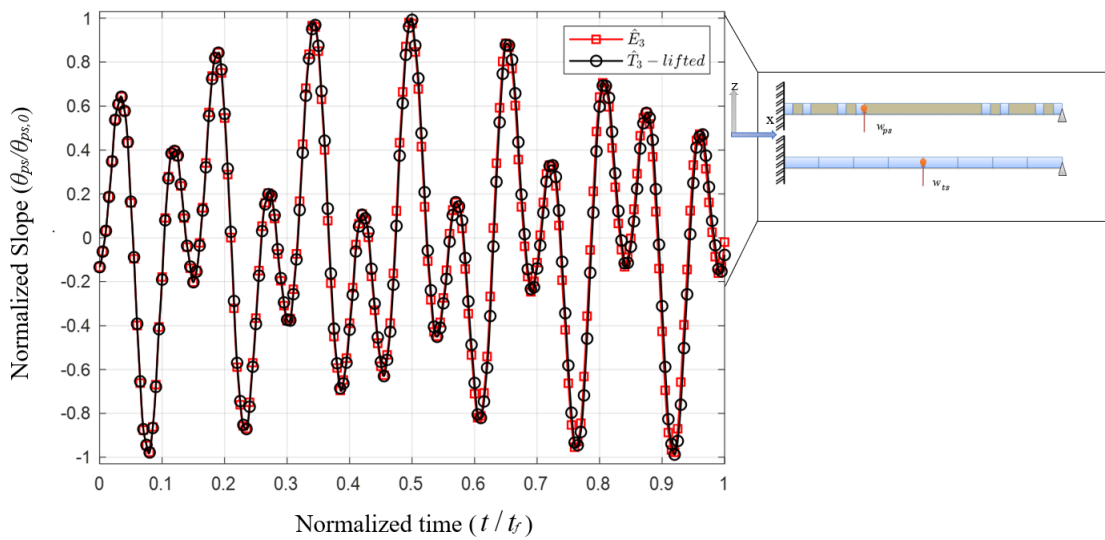 Normalized Slope (θps/θps,0)
1
0.8
0.6
0.4
0.2
0
-0.2
-0.4
-0.6
-0.8
-1
0 0.1 0.2 0.3 0.4 0.5 0.6 0.7 0.8 0.9 1
Normalized time (t/tf)
Ê3
T̂3 - lifted
z
x
wps
wts